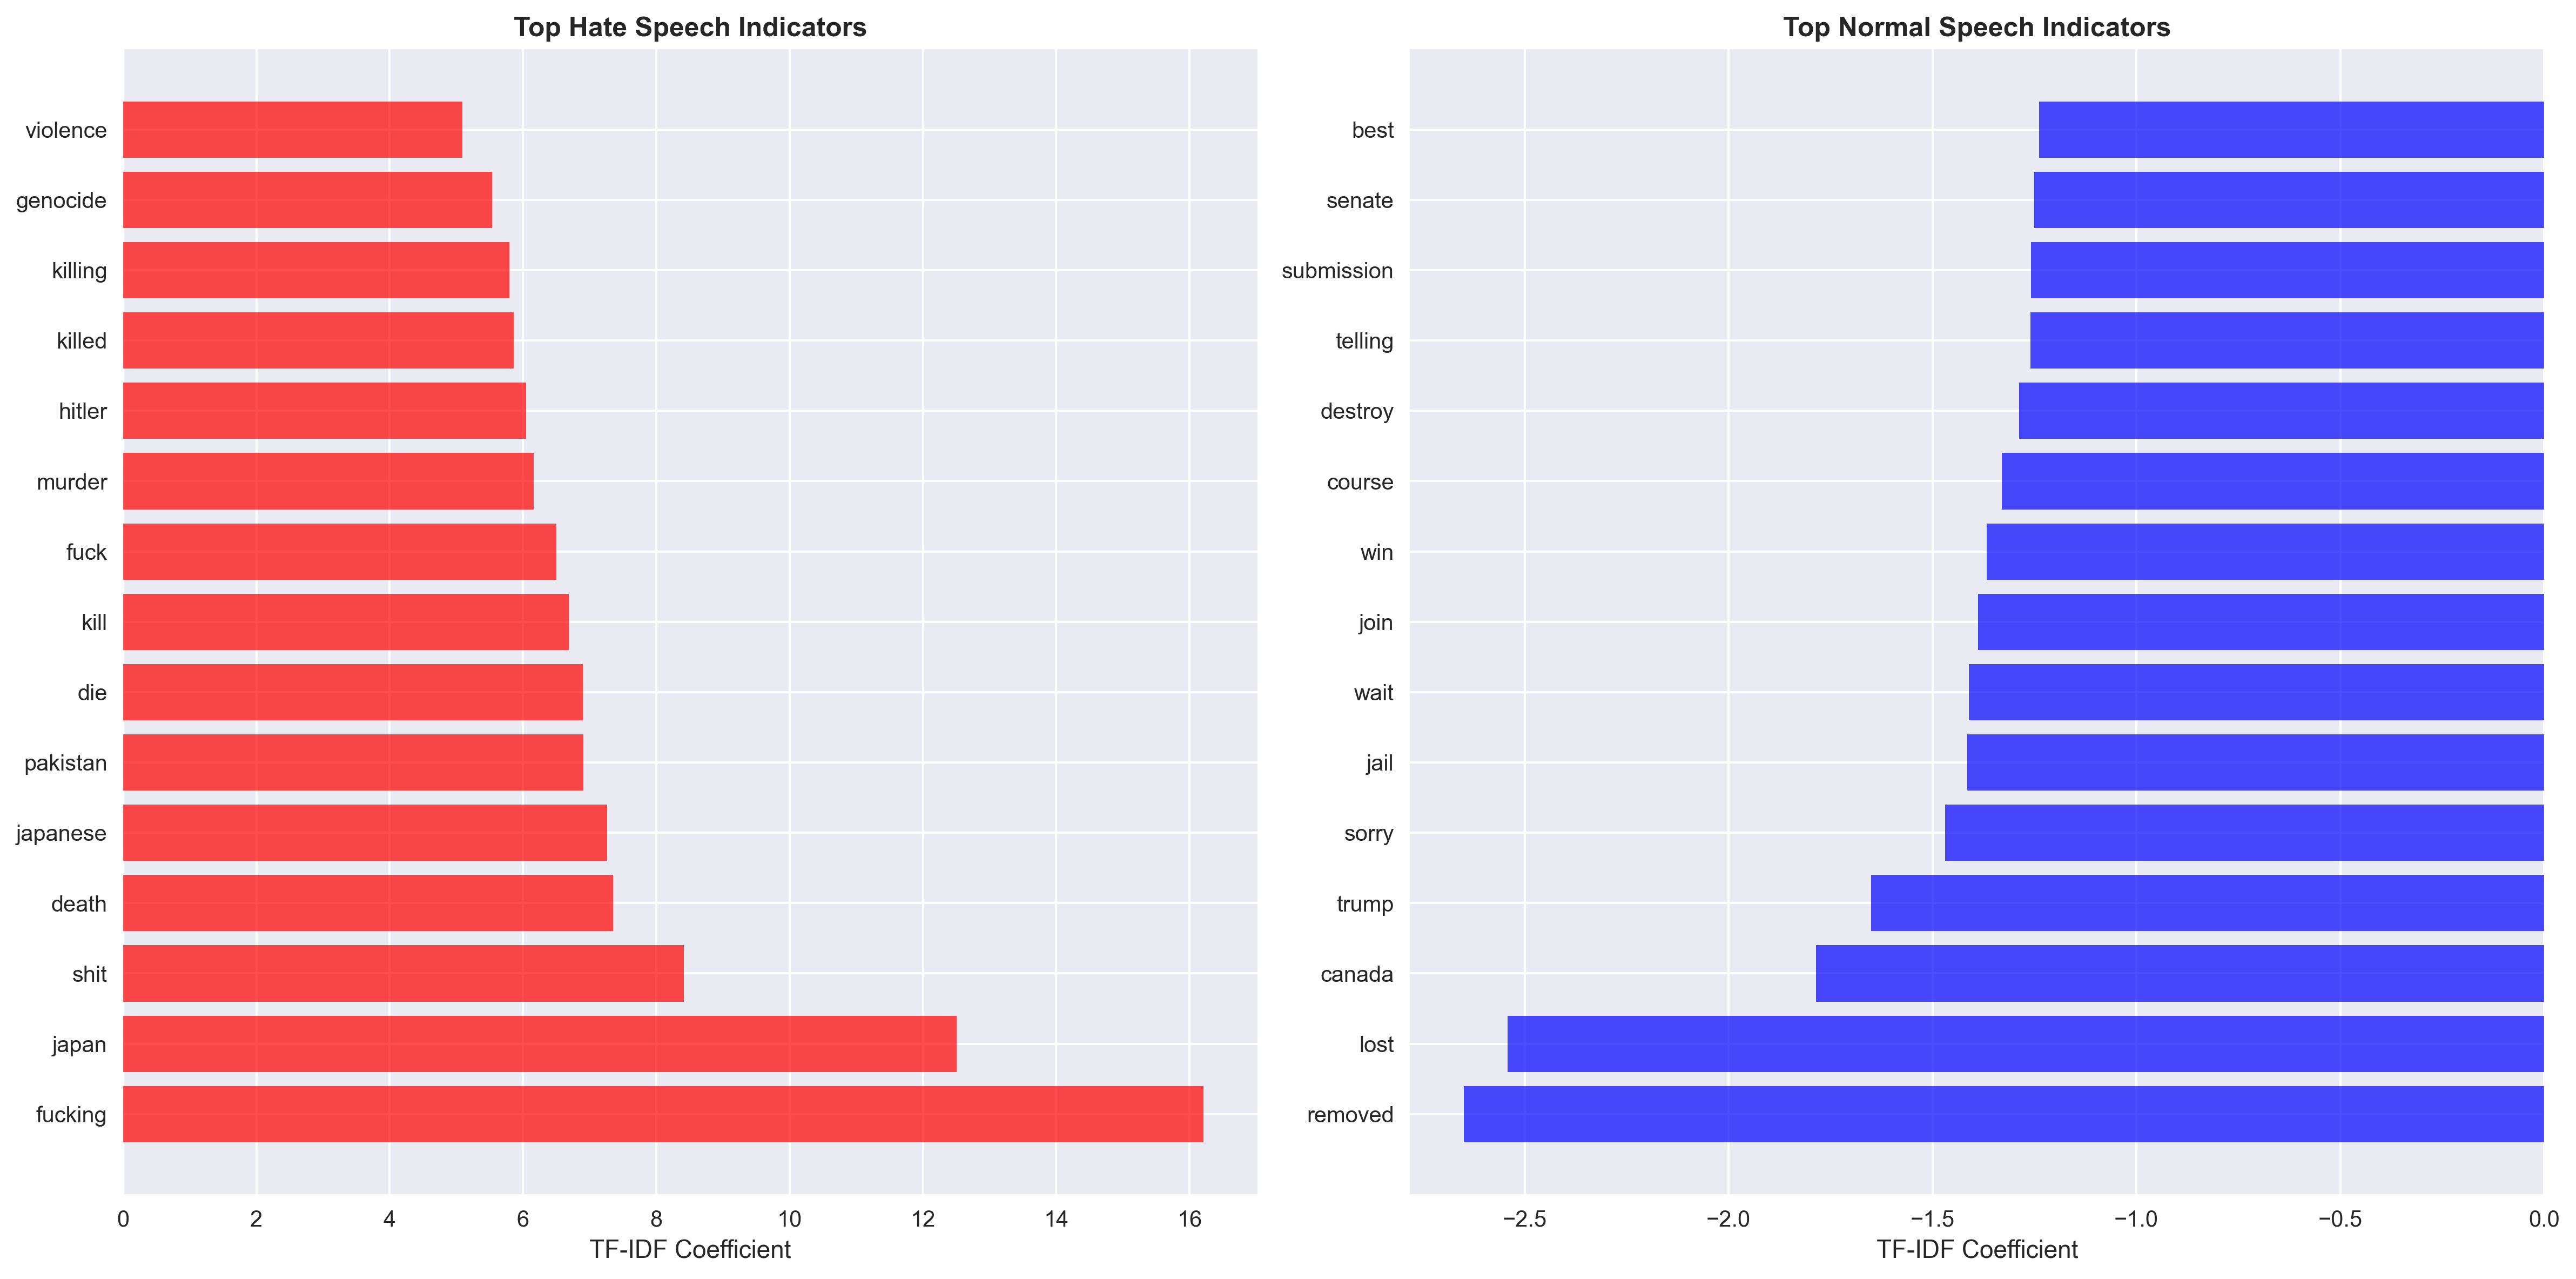 Top Hate Speech Indicators
violence
genocide
killing
killed
hitler
murder
fuck
kill
die
pakistan
japanese
death
shit
japan
fucking
0 2 4 6 8 10 12 14 16
TF-IDF Coefficient
Top Normal Speech Indicators
best
senate
submission
telling
destroy
course
win
join
wait
jail
sorry
trump
canada
lost
removed
−2.5 −2.0 −1.5 −1.0 −0.5 0.0
TF-IDF Coefficient